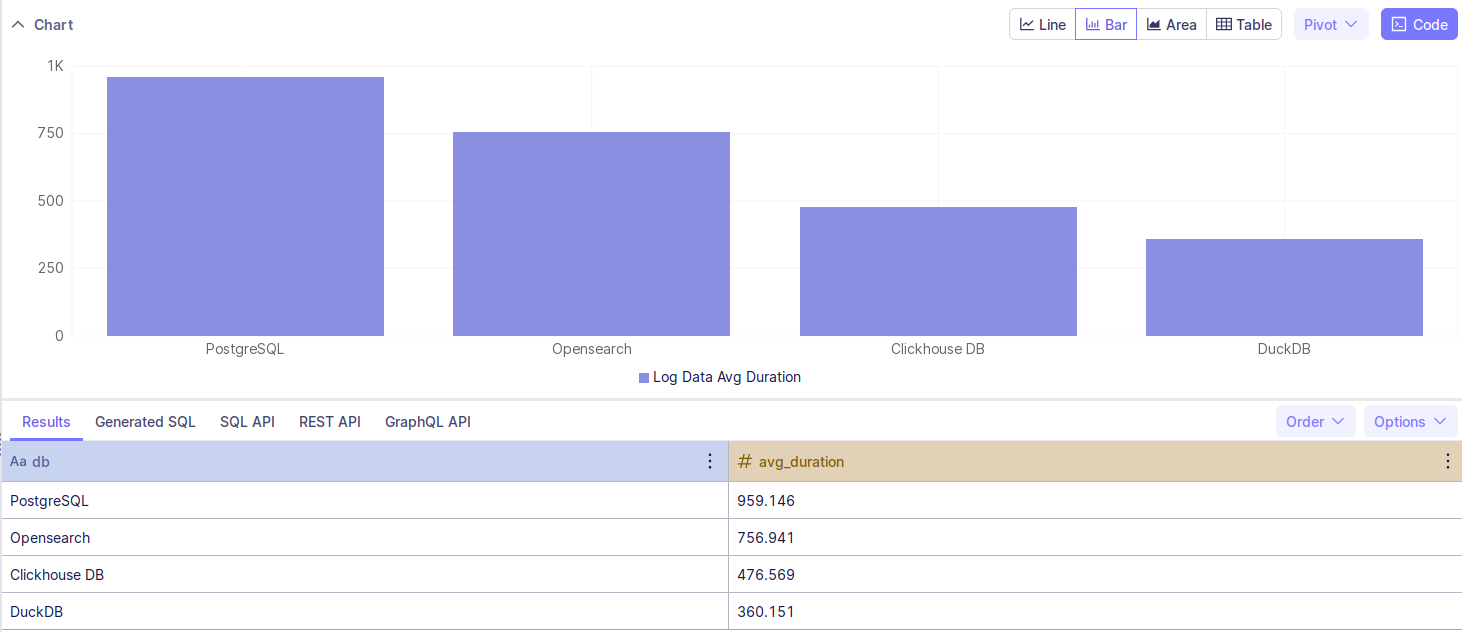 Chart
Line Bar Area Table Pivot Code
1K
750
500
250
0
PostgreSQL Opensearch Clickhouse DB DuckDB
Log Data Avg Duration
Results Generated SQL SQL API REST API GraphQL API Order Options
Aa db # avg_duration
PostgreSQL 959.146
Opensearch 756.941
Clickhouse DB 476.569
DuckDB 360.151